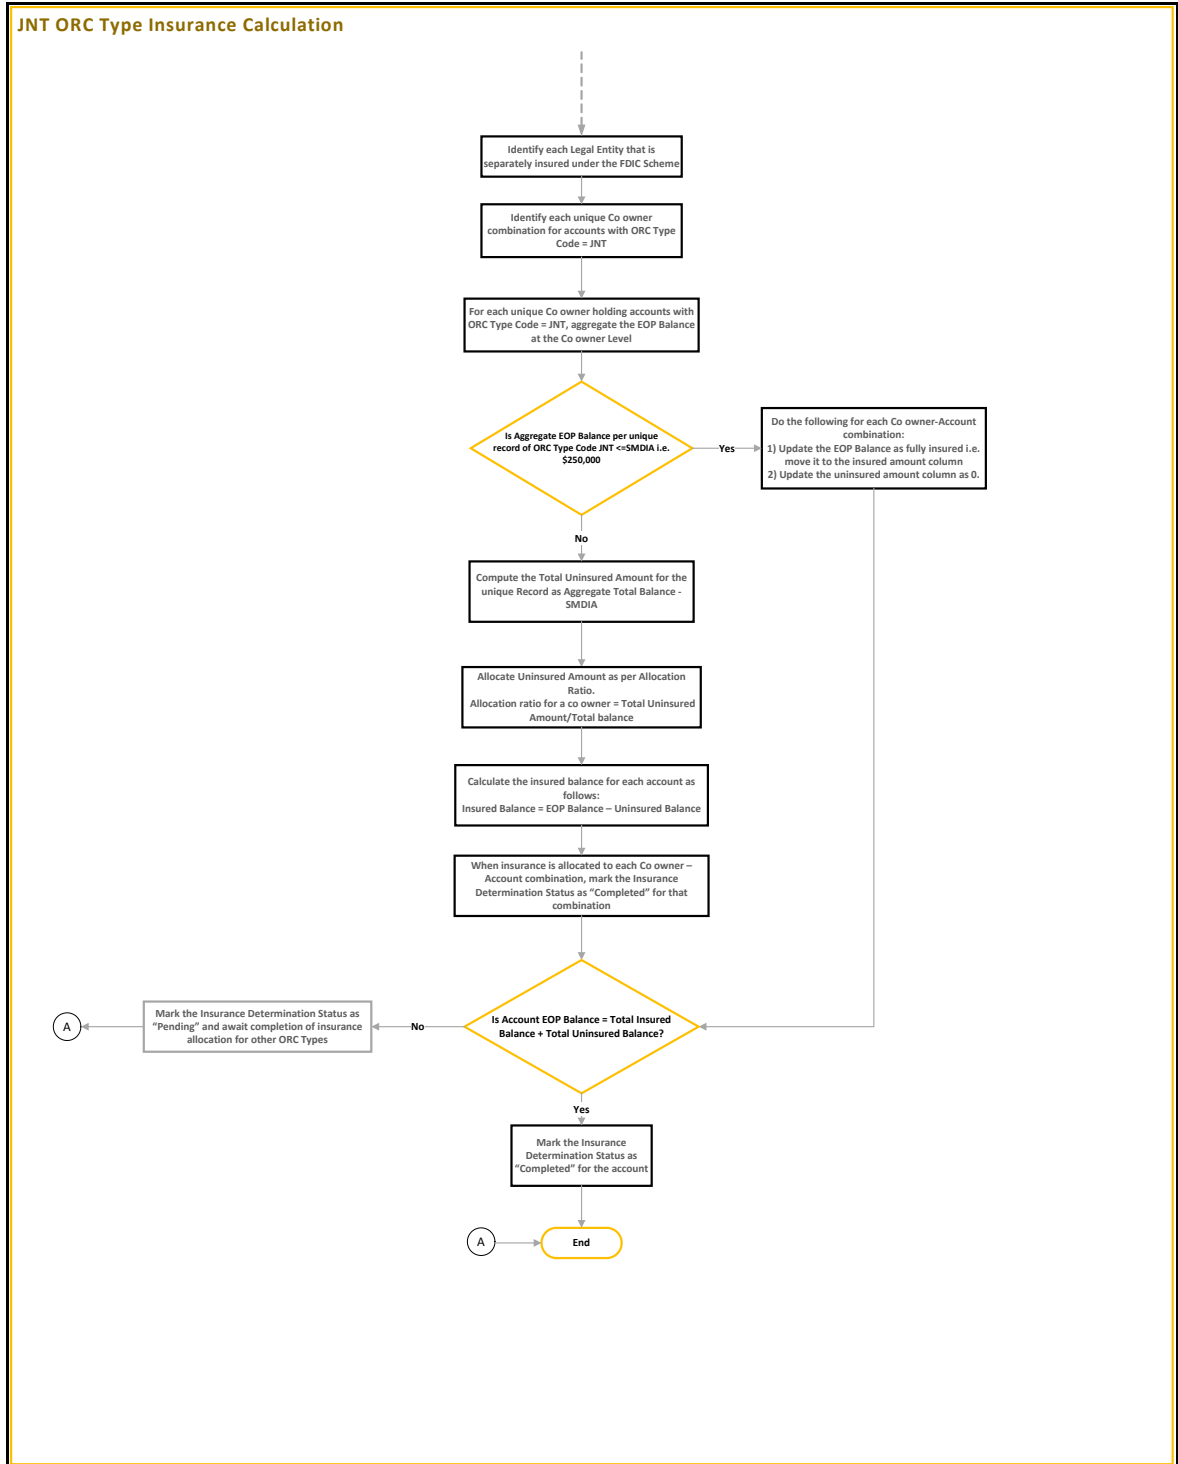 JNT ORC Type Insurance Calculation
Identify each Legal Entity that is
separately insured under the FDIC Scheme
Identify each unique Co owner
combination for accounts with ORC Type
Code = JNT
For each unique Co owner holding accounts with
ORC Type Code = JNT, aggregate the EOP Balance
at the Co owner Level
Is Aggregate EOP Balance per unique
record of ORC Type Code JNT <=SMDIA i.e.
$250,000
Yes
Do the following for each Co owner-Account
combination:
1) Update the EOP Balance as fully insured i.e.
move it to the insured amount column
2) Update the uninsured amount column as 0.
No
Compute the Total Uninsured Amount for the
unique Record as Aggregate Total Balance -
SMDIA
Allocate Uninsured Amount as per Allocation
Ratio.
Allocation ratio for a co owner = Total Uninsured
Amount/Total balance
Calculate the insured balance for each account as
follows:
Insured Balance = EOP Balance – Uninsured Balance
When insurance is allocated to each Co owner –
Account combination, mark the Insurance
Determination Status as “Completed” for that
combination
Is Account EOP Balance = Total Insured
Balance + Total Uninsured Balance?
No
Mark the Insurance Determination Status as
“Pending” and await completion of insurance
allocation for other ORC Types
A
Yes
Mark the Insurance
Determination Status as
“Completed” for the account
A
End